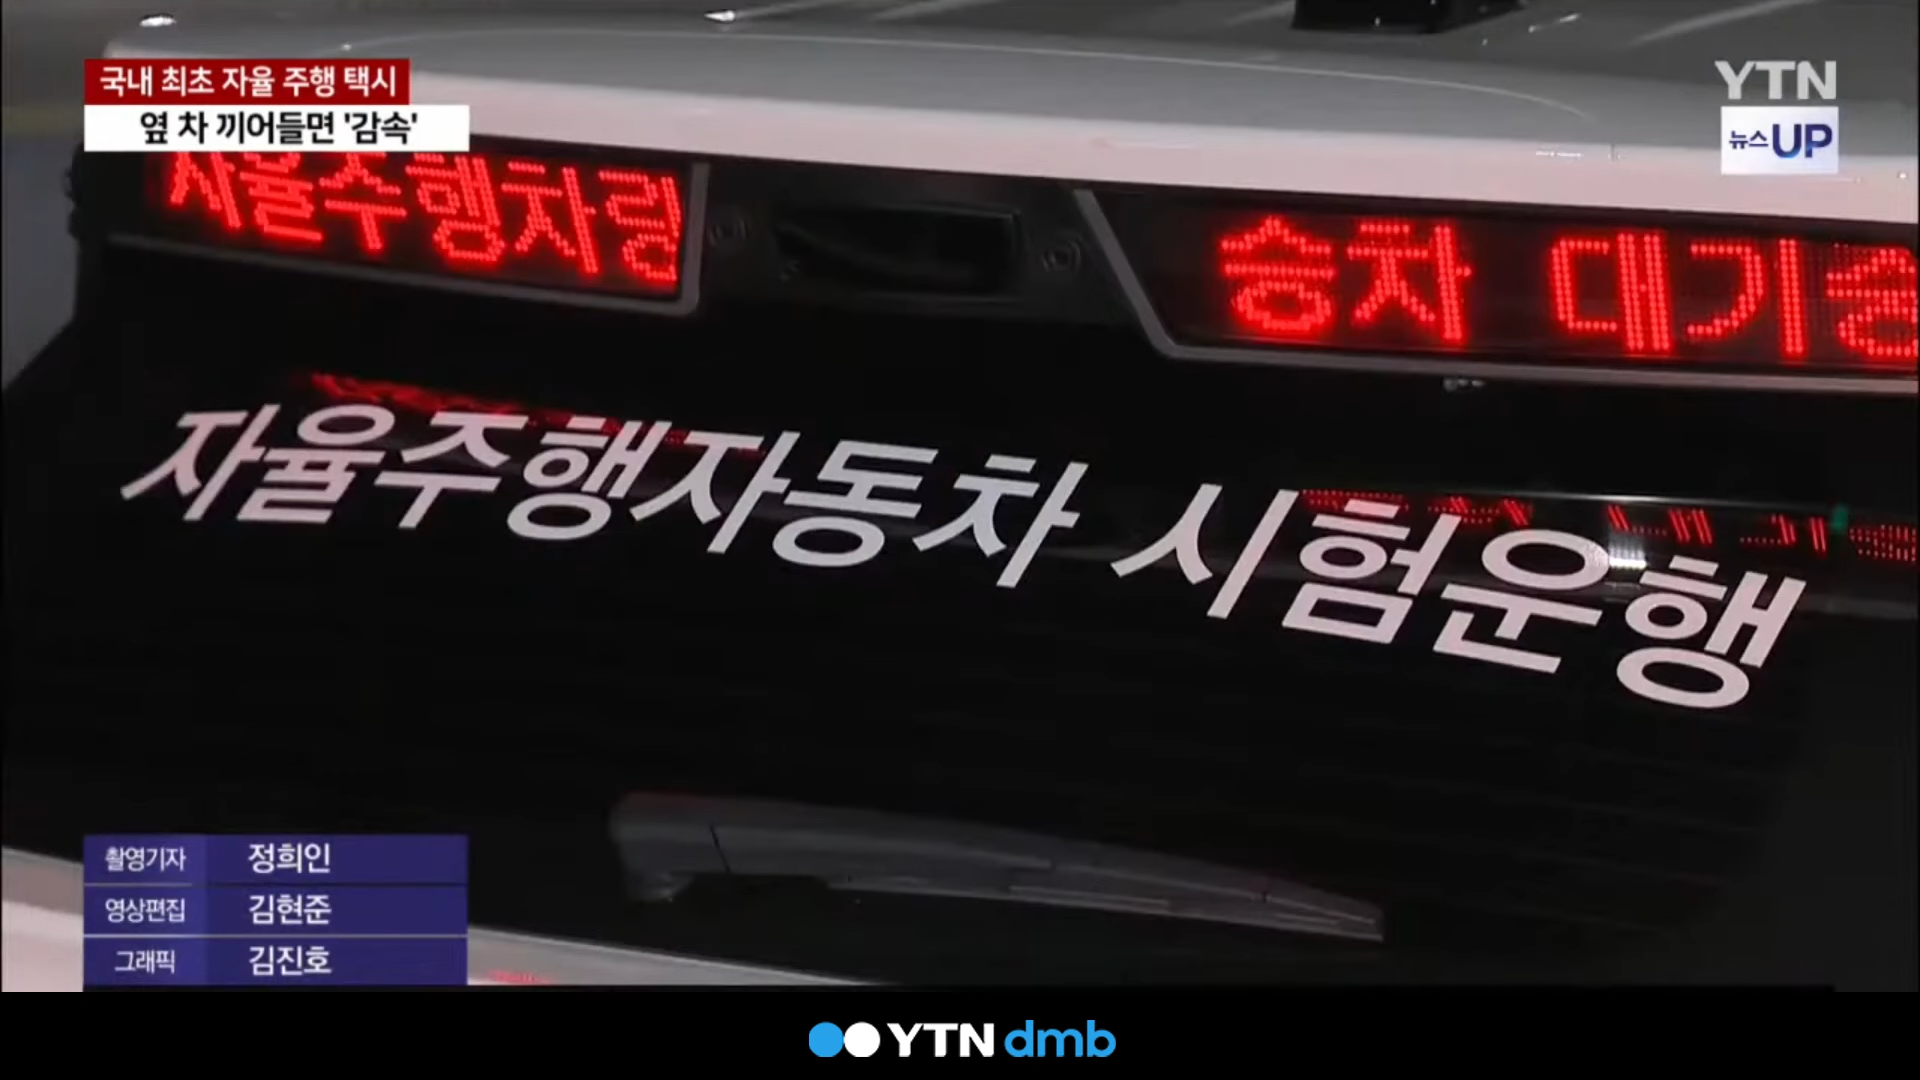 국내 최초 자율 주행 택시
옆 차 끼어들면 '감속'
YTN
뉴스UP
자율주행차량
승차 대기
자율주행자동차 시험운행
촬영기자 정희인
영상편집 김현준
그래픽 김진호
YTN dmb